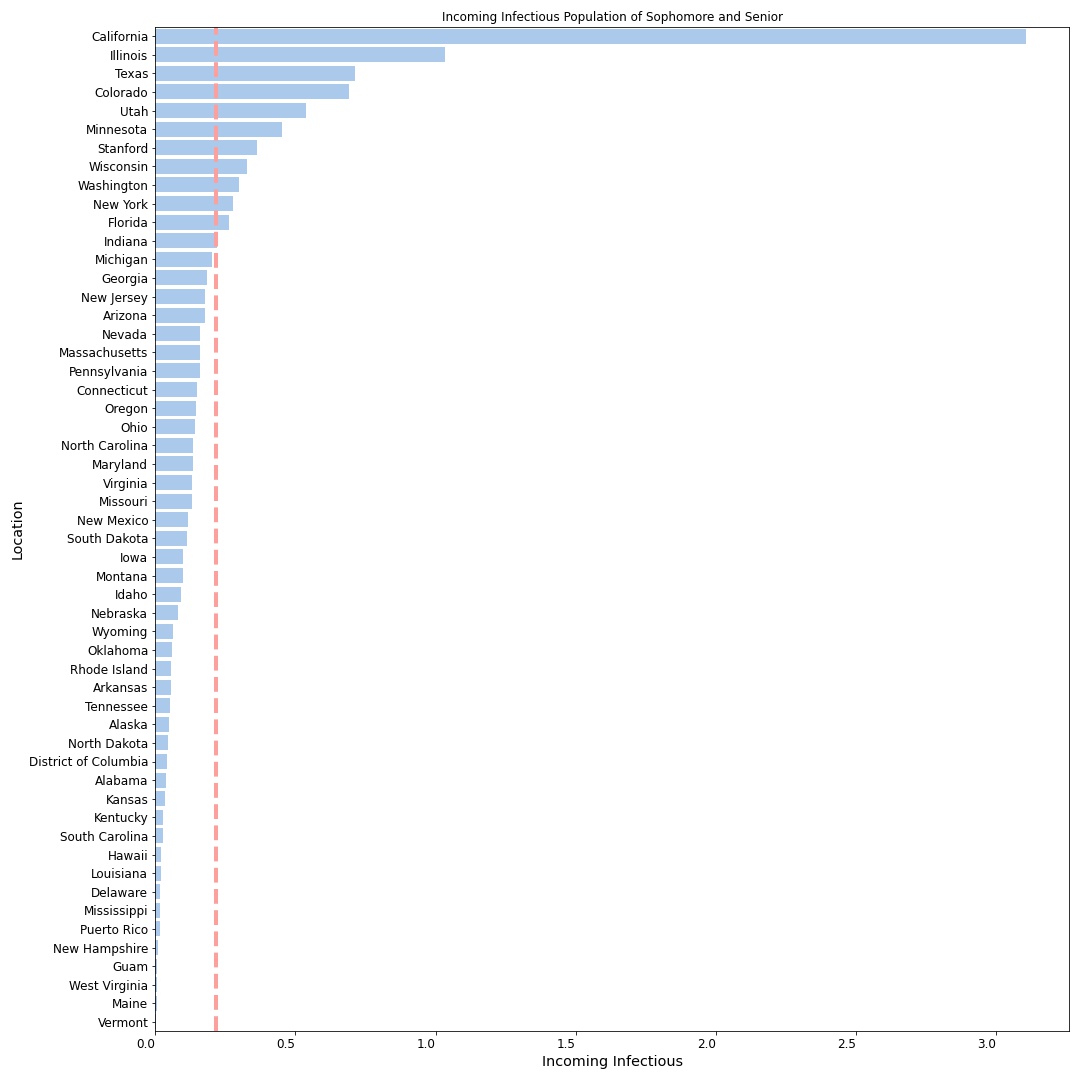 Incoming Infectious Population of Sophomore and Senior
California
Illinois
Texas
Colorado
Utah
Minnesota
Stanford
Wisconsin
Washington
New York
Florida
Indiana
Michigan
Georgia
New Jersey
Arizona
Nevada
Massachusetts
Pennsylvania
Connecticut
Oregon
Ohio
North Carolina
Maryland
Virginia
Missouri
New Mexico
South Dakota
Iowa
Montana
Idaho
Nebraska
Wyoming
Oklahoma
Rhode Island
Arkansas
Tennessee
Alaska
North Dakota
District of Columbia
Alabama
Kansas
Kentucky
South Carolina
Hawaii
Louisiana
Delaware
Mississippi
Puerto Rico
New Hampshire
Guam
West Virginia
Maine
Vermont
Location
0.0 0.5 1.0 1.5 2.0 2.5 3.0
Incoming Infectious